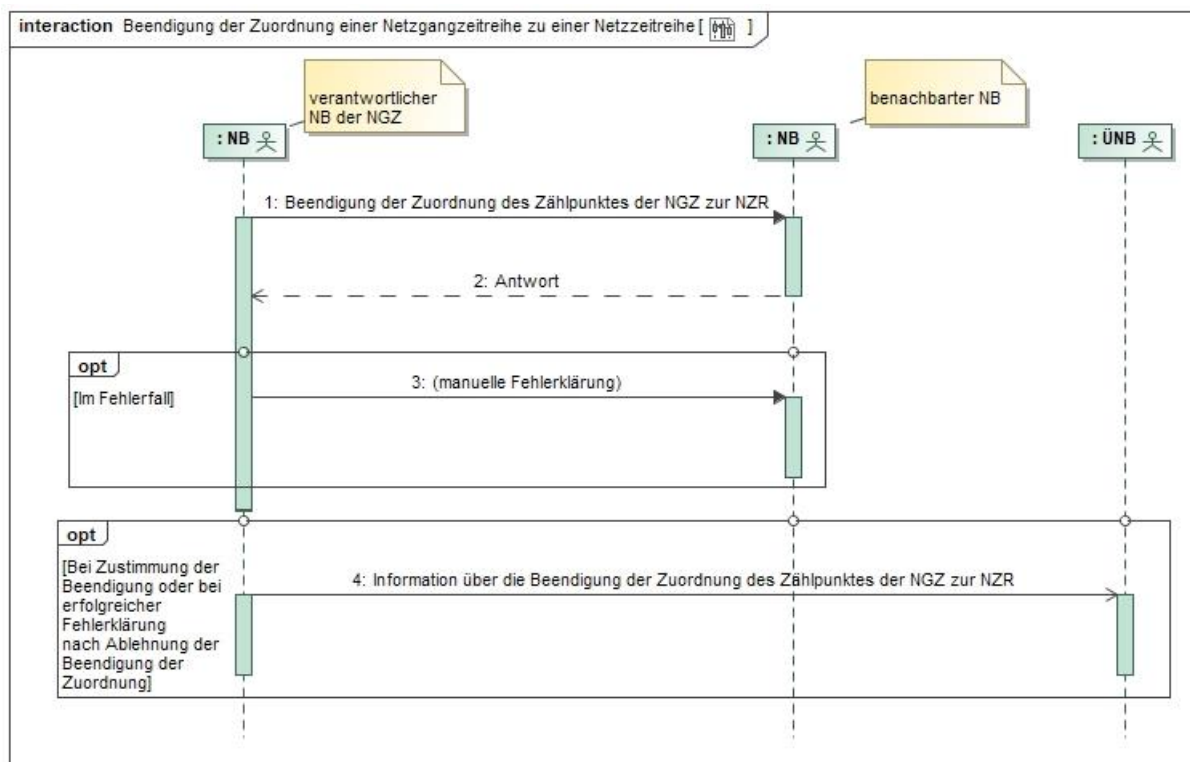 interaction Beendigung der Zuordnung einer Netzgangzeitreihe zu einer Netzzeitreihe [ ]
verantwortlicher
NB der NGZ
benachbarter NB
: NB
: NB
: ÜNB
1: Beendigung der Zuordnung des Zählpunktes der NGZ zur NZR
2: Antwort
opt
[Im Fehlerfall]
3: (manuelle Fehlerklärung)
opt
[Bei Zustimmung der
Beendigung oder bei
erfolgreicher
Fehlerklärung
nach Ablehnung der
Beendigung der
Zuordnung]
4: Information über die Beendigung der Zuordnung des Zählpunktes der NGZ zur NZR